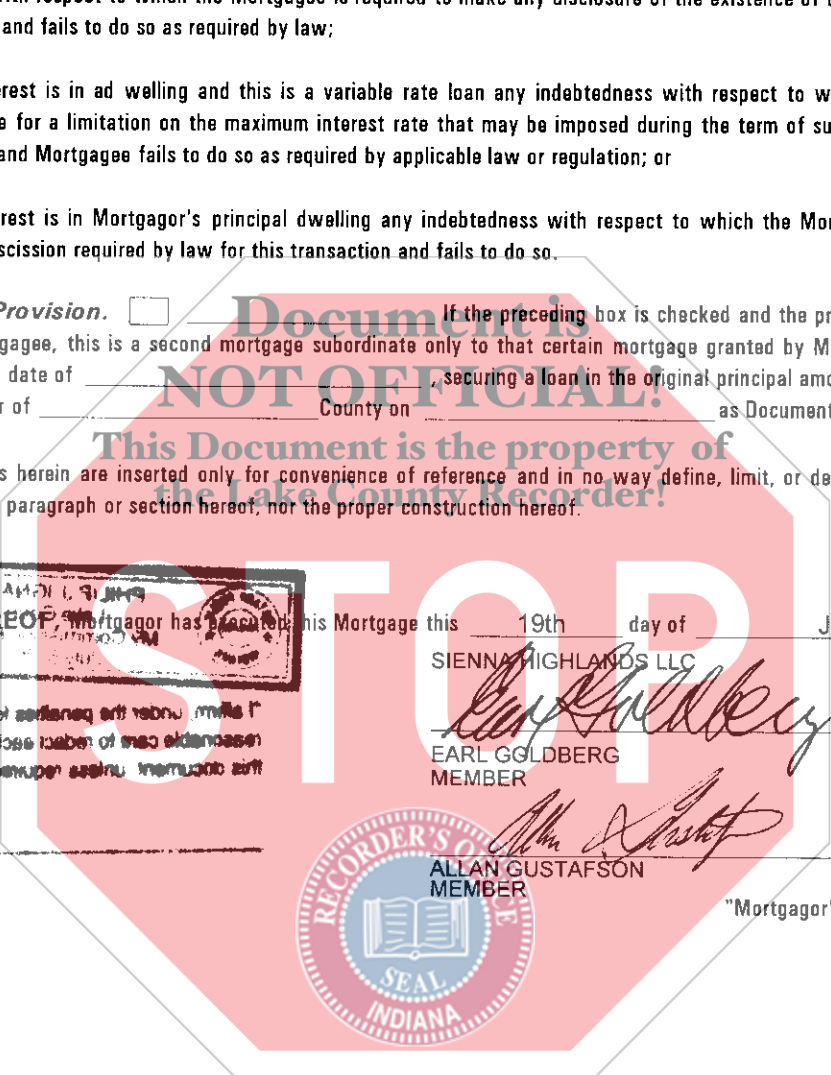 and fails to do so as required by law;
erest is in ad welling and this is a variable rate loan any indebtedness with respect to w
e for a limitation on the maximum interest rate that may be imposed during the term of su
and Mortgagee fails to do so as required by applicable law or regulation; or
rest is in Mortgagor's principal dwelling any indebtedness with respect to which the Mor
scission required by law for this transaction and fails to do so.
Document is
Provision. If the preceding box is checked and the pr
gagee, this is a second mortgage subordinate only to that certain mortgage granted by M
NOT OFFICIAL!
date of , securing a loan in the original principal amo
r of County on as Document
This Document is the property of
s herein are inserted only for convenience of reference and in no way define, limit, or de
the Lake County Recorder!
paragraph or section hereof, nor the proper construction hereof.
STOP
EOF, Mortgagor has executed this Mortgage this 19th day of J
SIENNA HIGHLANDS LLC
Earl Goldberg
EARL GOLDBERG
MEMBER
ALLAN GUSTAFSON
MEMBER
"Mortgagor"
RECORDER'S OFFICE
SEAL
INDIANA